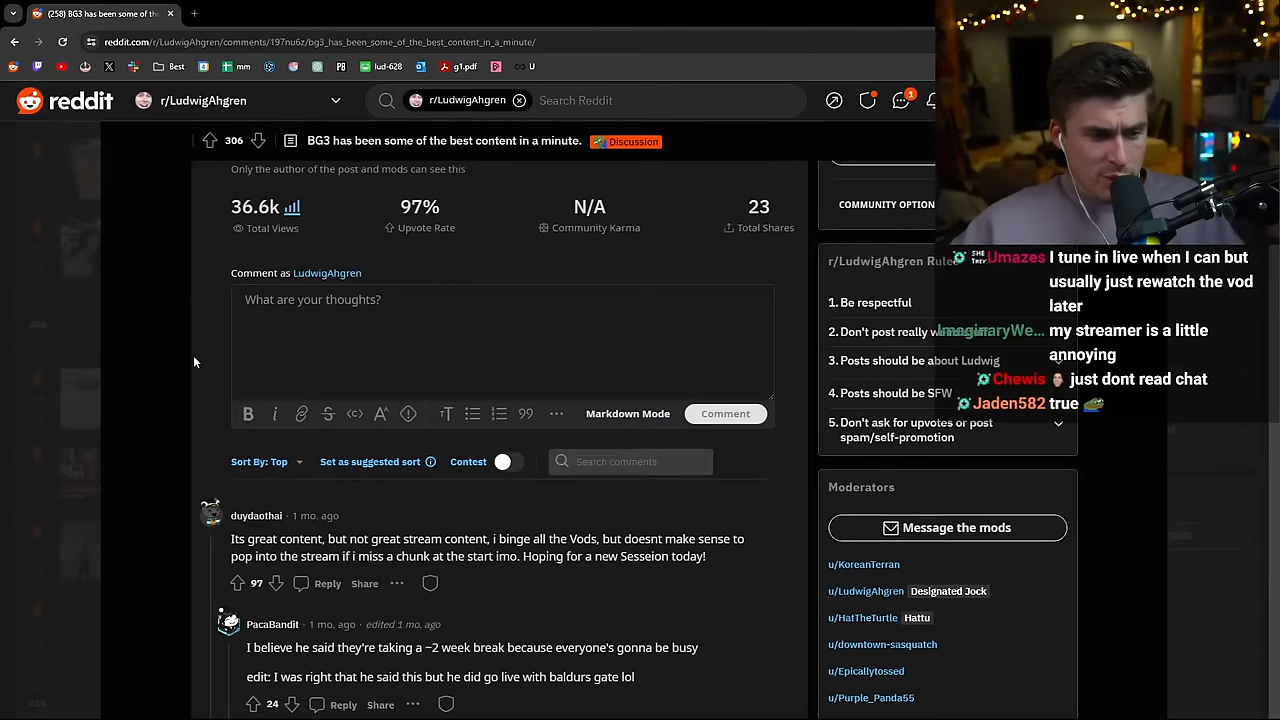 (258) BG3 has been some of th
reddit.com/r/LudwigAhgren/comments/197nu6z/bg3_has_been_some_of_the_best_content_in_a_minute/
Best
mm
lud-628
g1.pdf
U
reddit
r/LudwigAhgren
r/LudwigAhgren
Search Reddit
1
306
BG3 has been some of the best content in a minute.
Discussion
Only the author of the post and mods can see this
36.6k
97%
N/A
23
Total Views
Upvote Rate
Community Karma
Total Shares
Comment as LudwigAhgren
What are your thoughts?
Markdown Mode
Comment
Sort By: Top
Set as suggested sort
Contest
Search comments
duydaothai · 1 mo. ago
Its great content, but not great stream content, i binge all the Vods, but doesnt make sense to
pop into the stream if i miss a chunk at the start imo. Hoping for a new Sesseion today!
97
Reply
Share
PacaBandit · 1 mo. ago · edited 1 mo. ago
I believe he said they're taking a ~2 week break because everyone's gonna be busy
edit: I was right that he said this but he did go live with baldurs gate lol
24
Reply
Share
COMMUNITY OPTION
r/LudwigAhgren Rule
1. Be respectful
2. Don't post really w
3. Posts should be about Ludwig
4. Posts should be SFW
5. Don't ask for upvotes or post
spam/self-promotion
Moderators
Message the mods
u/KoreanTerran
u/LudwigAhgren Designated Jock
u/HatTheTurtle Hattu
u/downtown-sasquatch
u/Epicallytossed
u/Purple_Panda55
SHE THEY Umazes I tune in live when I can but
usually just rewatch the vod
later
ImaginaryWe... my streamer is a little
annoying
Chewis just dont read chat
Jaden582 true